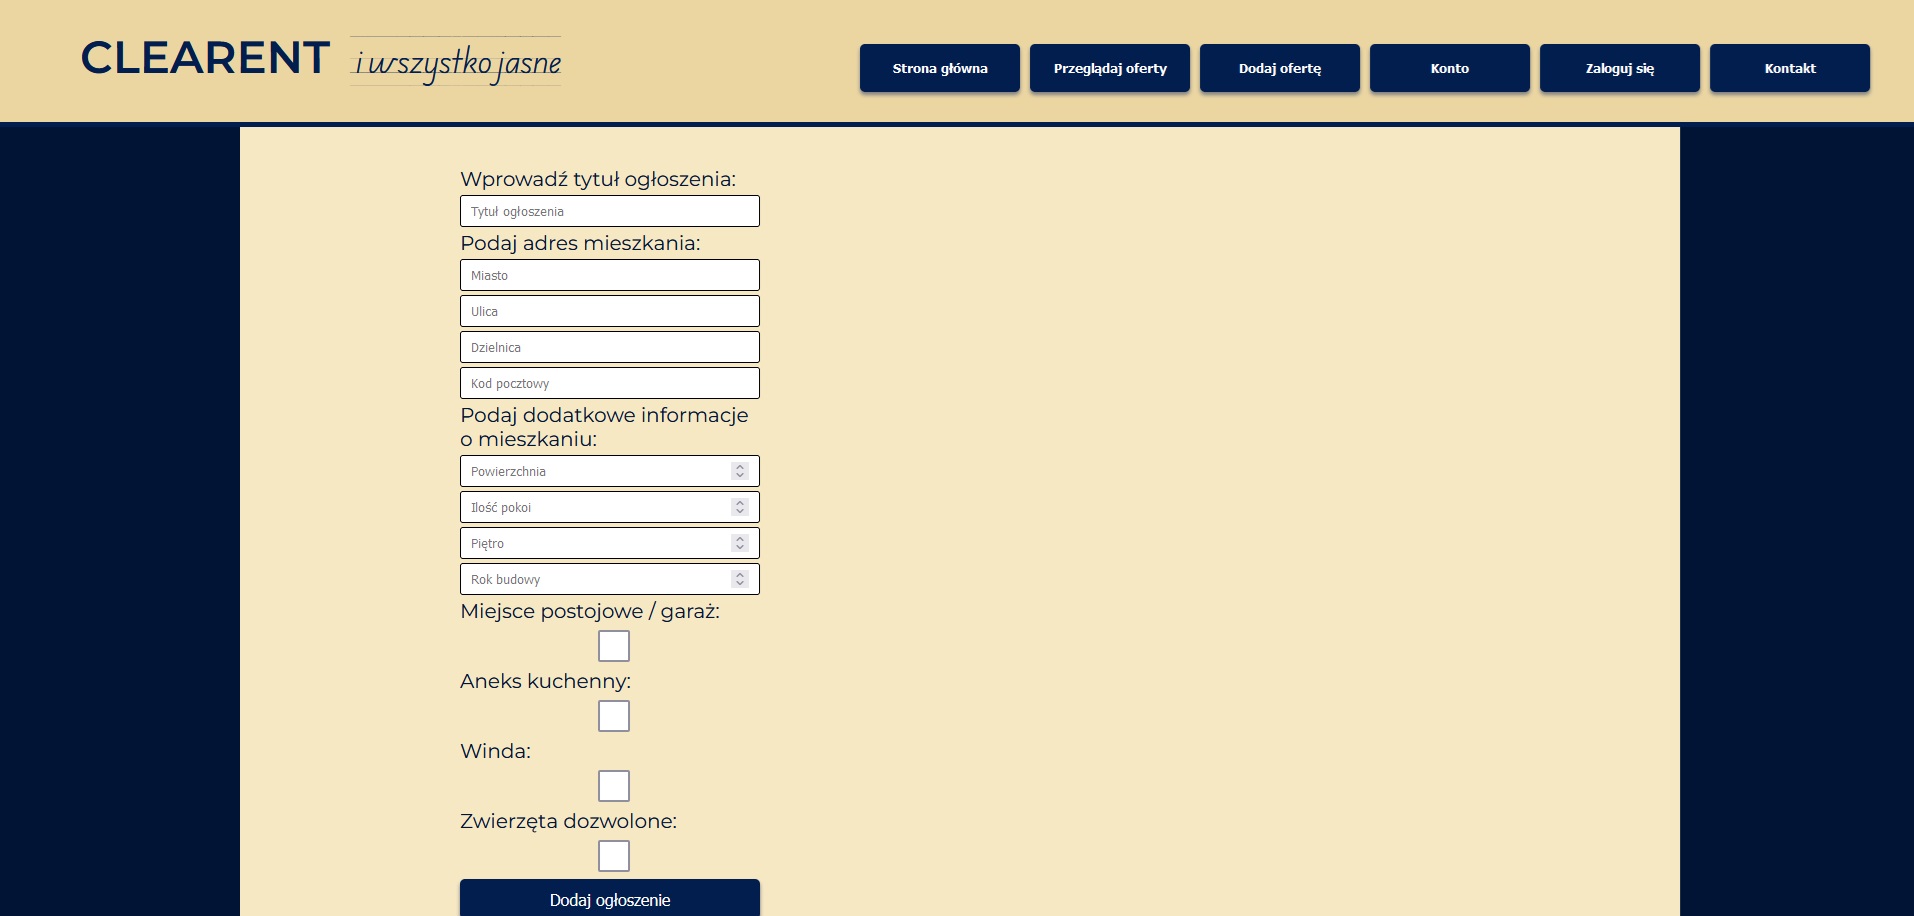 CLEARENT i wszystko jasne
Strona główna Przeglądaj oferty Dodaj ofertę Konto Zaloguj się Kontakt
Wprowadź tytuł ogłoszenia:
Tytuł ogłoszenia
Podaj adres mieszkania:
Miasto
Ulica
Dzielnica
Kod pocztowy
Podaj dodatkowe informacje
o mieszkaniu:
Powierzchnia
Ilość pokoi
Piętro
Rok budowy
Miejsce postojowe / garaż:
Aneks kuchenny:
Winda:
Zwierzęta dozwolone:
Dodaj ogłoszenie